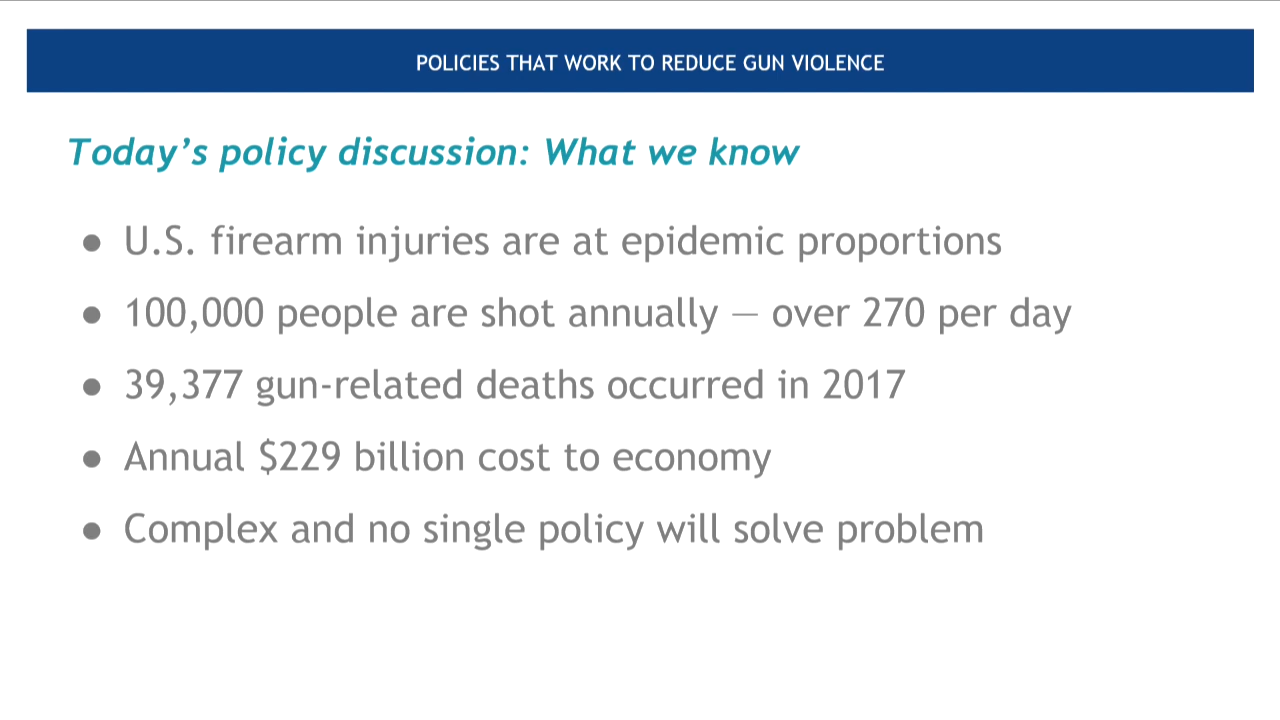 POLICIES THAT WORK TO REDUCE GUN VIOLENCE
Today’s policy discussion: What we know
● U.S. firearm injuries are at epidemic proportions
● 100,000 people are shot annually — over 270 per day
● 39,377 gun-related deaths occurred in 2017
● Annual $229 billion cost to economy
● Complex and no single policy will solve problem